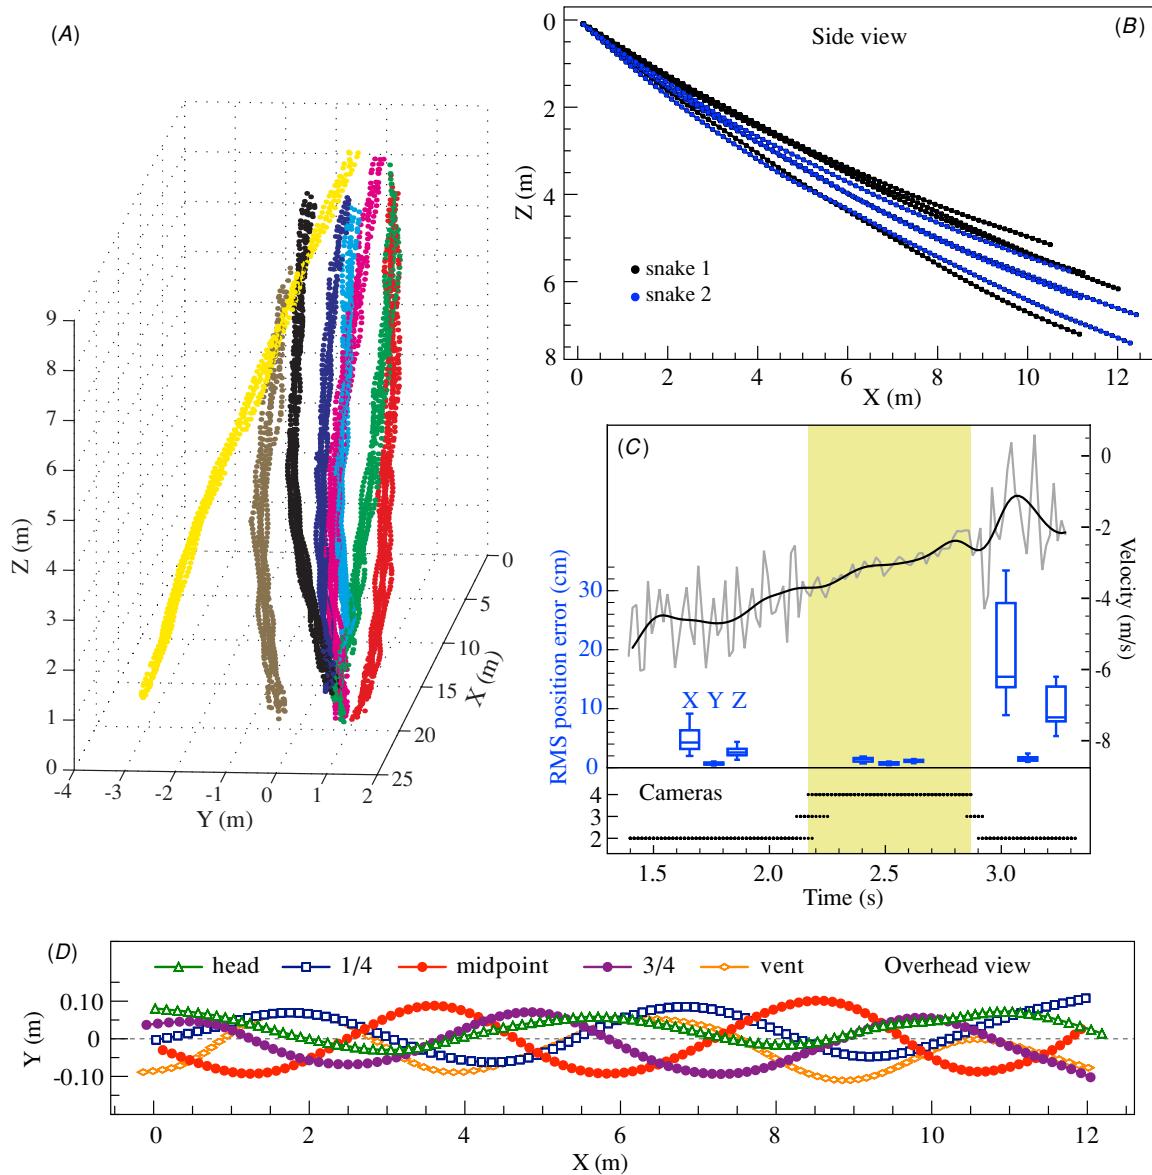 (A)
9
8
7
6
5
4
3
2
1
0
Z (m)
-4 -3 -2 -1 0 1 2
Y (m)
0
5
10
15
20
25
X (m)
(B)
Side view
0
2
4
6
8
Z (m)
snake 1
snake 2
0 2 4 6 8 10 12
X (m)
(C)
30
20
10
0
RMS position error (cm)
X Y Z
0
-2
-4
-6
-8
Velocity (m/s)
Cameras
4
3
2
1.5 2.0 2.5 3.0
Time (s)
(D)
head 1/4 midpoint 3/4 vent Overhead view
0.10
0
-0.10
Y (m)
0 2 4 6 8 10 12
X (m)